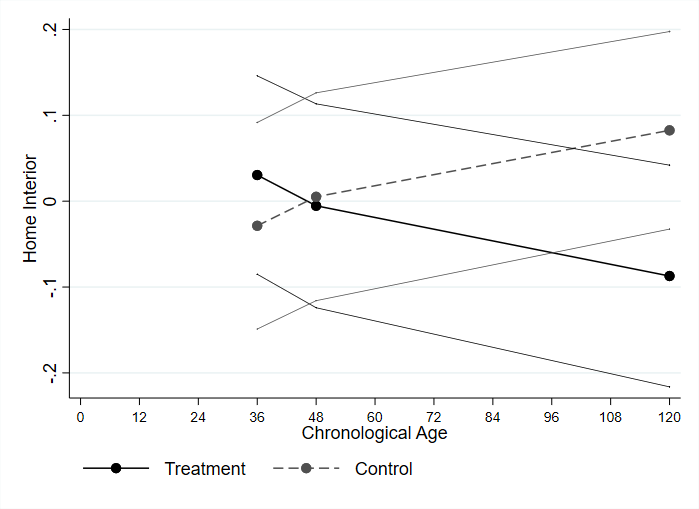 .2
.1
0
-.1
-.2
Home Interior
0 12 24 36 48 60 72 84 96 108 120
Chronological Age
Treatment Control